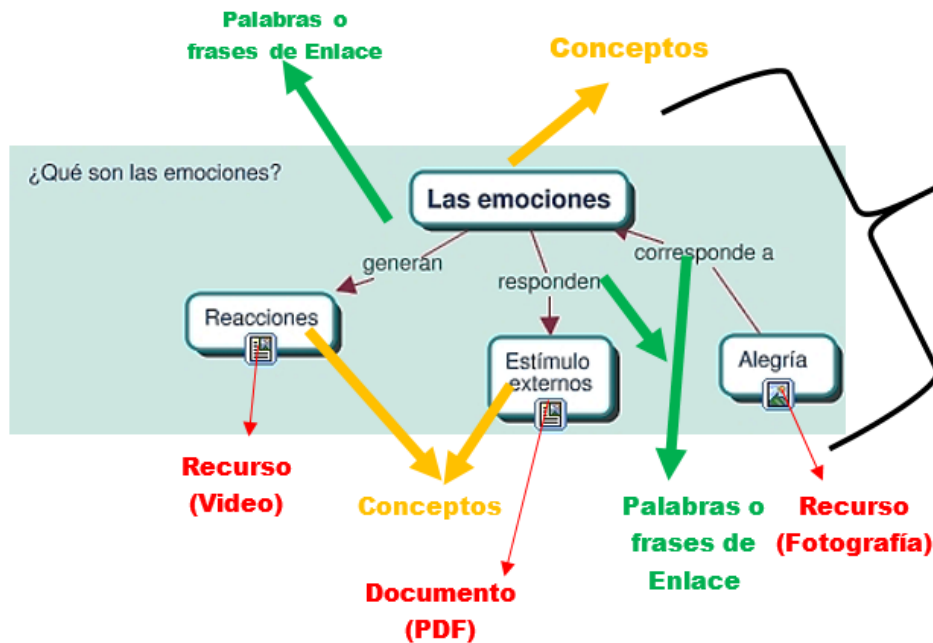 Palabras o
frases de Enlace
Conceptos
¿Qué son las emociones?
Las emociones
generan
responden
corresponde a
Reacciones
Estímulo
externos
Alegría
Recurso
(Video)
Conceptos
Documento
(PDF)
Palabras o
frases de
Enlace
Recurso
(Fotografía)